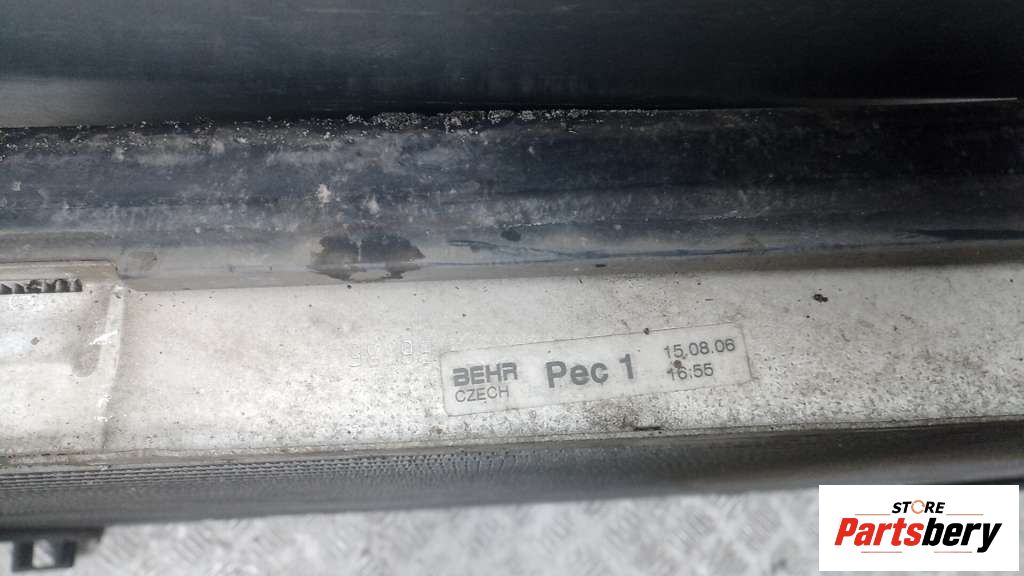 BEHR
CZECH
Pec 1
15.08.06
16:55
STORE
Partsbery